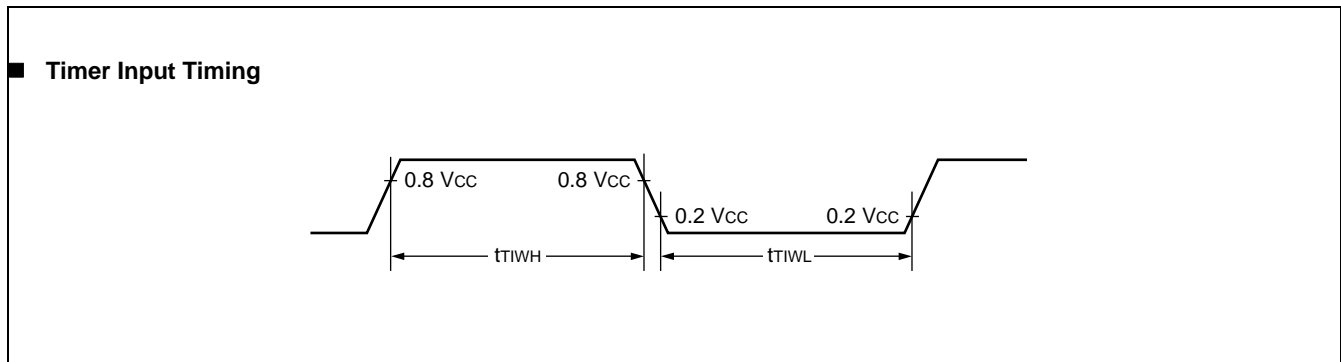 ■ Timer Input Timing
0.8 VCC 0.8 VCC
0.2 VCC 0.2 VCC
tTIWH tTIWL